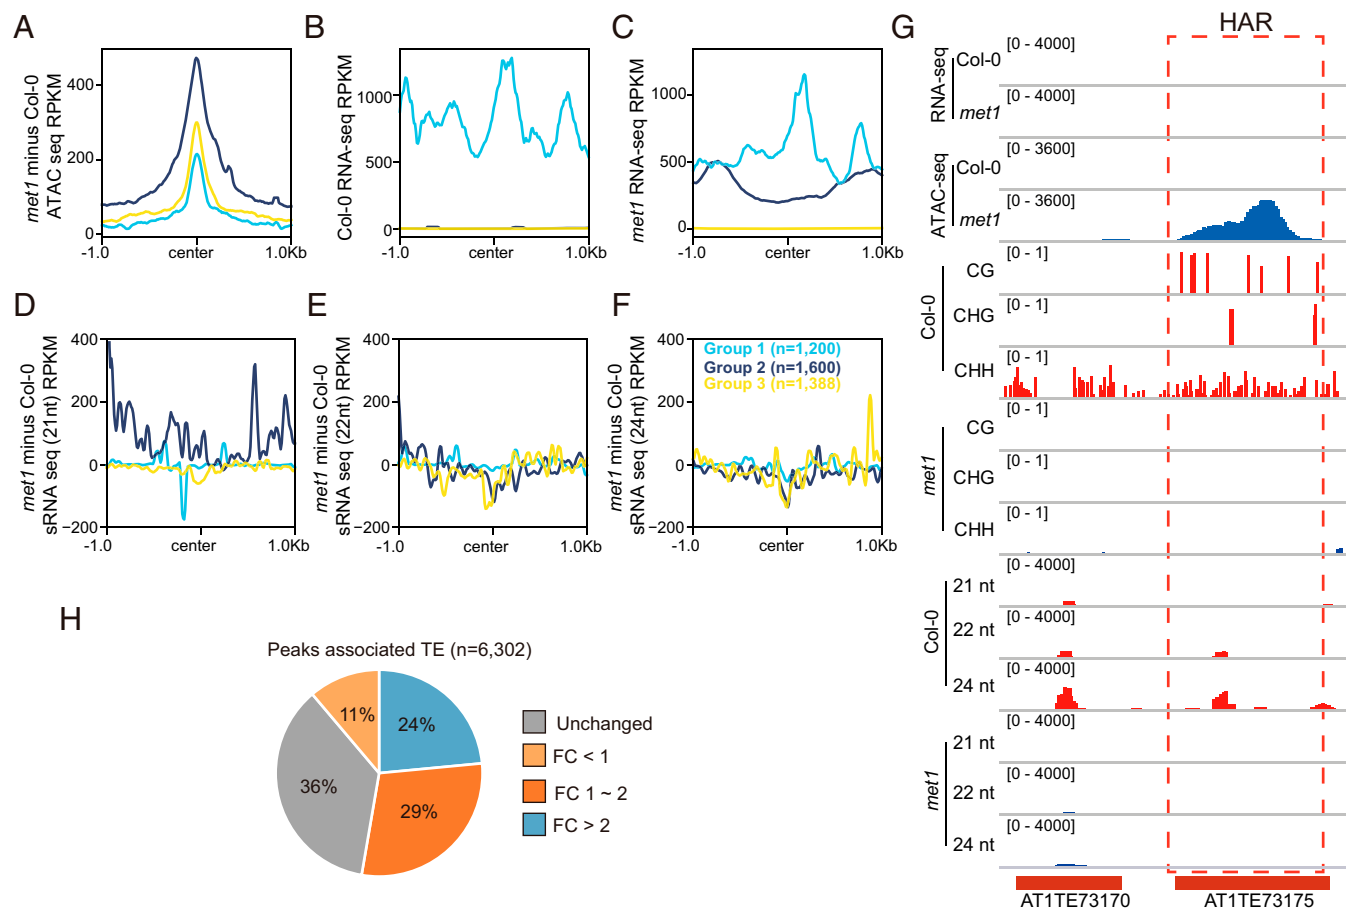 A
met1 minus Col-0
ATAC seq RPKM
400
200
0
-1.0
center
1.0Kb
B
Col-0 RNA-seq RPKM
1000
500
0
-1.0
center
1.0Kb
C
met1 RNA-seq RPKM
1000
500
0
-1.0
center
1.0Kb
D
met1 minus Col-0
sRNA seq (21nt) RPKM
400
200
0
−200
-1.0
center
1.0Kb
E
met1 minus Col-0
sRNA seq (22nt) RPKM
400
200
0
−200
-1.0
center
1.0Kb
F
met1 minus Col-0
sRNA seq (24nt) RPKM
400
200
0
−200
-1.0
center
1.0Kb
Group 1 (n=1,200)
Group 2 (n=1,600)
Group 3 (n=1,388)
G
HAR
RNA-seq
Col-0
[0 - 4000]
met1
[0 - 4000]
ATAC-seq
Col-0
[0 - 3600]
met1
[0 - 3600]
Col-0
CG
[0 - 1]
CHG
[0 - 1]
CHH
[0 - 1]
met1
CG
[0 - 1]
CHG
[0 - 1]
CHH
[0 - 1]
Col-0
21 nt
[0 - 4000]
22 nt
[0 - 4000]
24 nt
[0 - 4000]
met1
21 nt
[0 - 4000]
22 nt
[0 - 4000]
24 nt
[0 - 4000]
AT1TE73170
AT1TE73175
H
Peaks associated TE (n=6,302)
11%
24%
36%
29%
Unchanged
FC < 1
FC 1 ~ 2
FC > 2